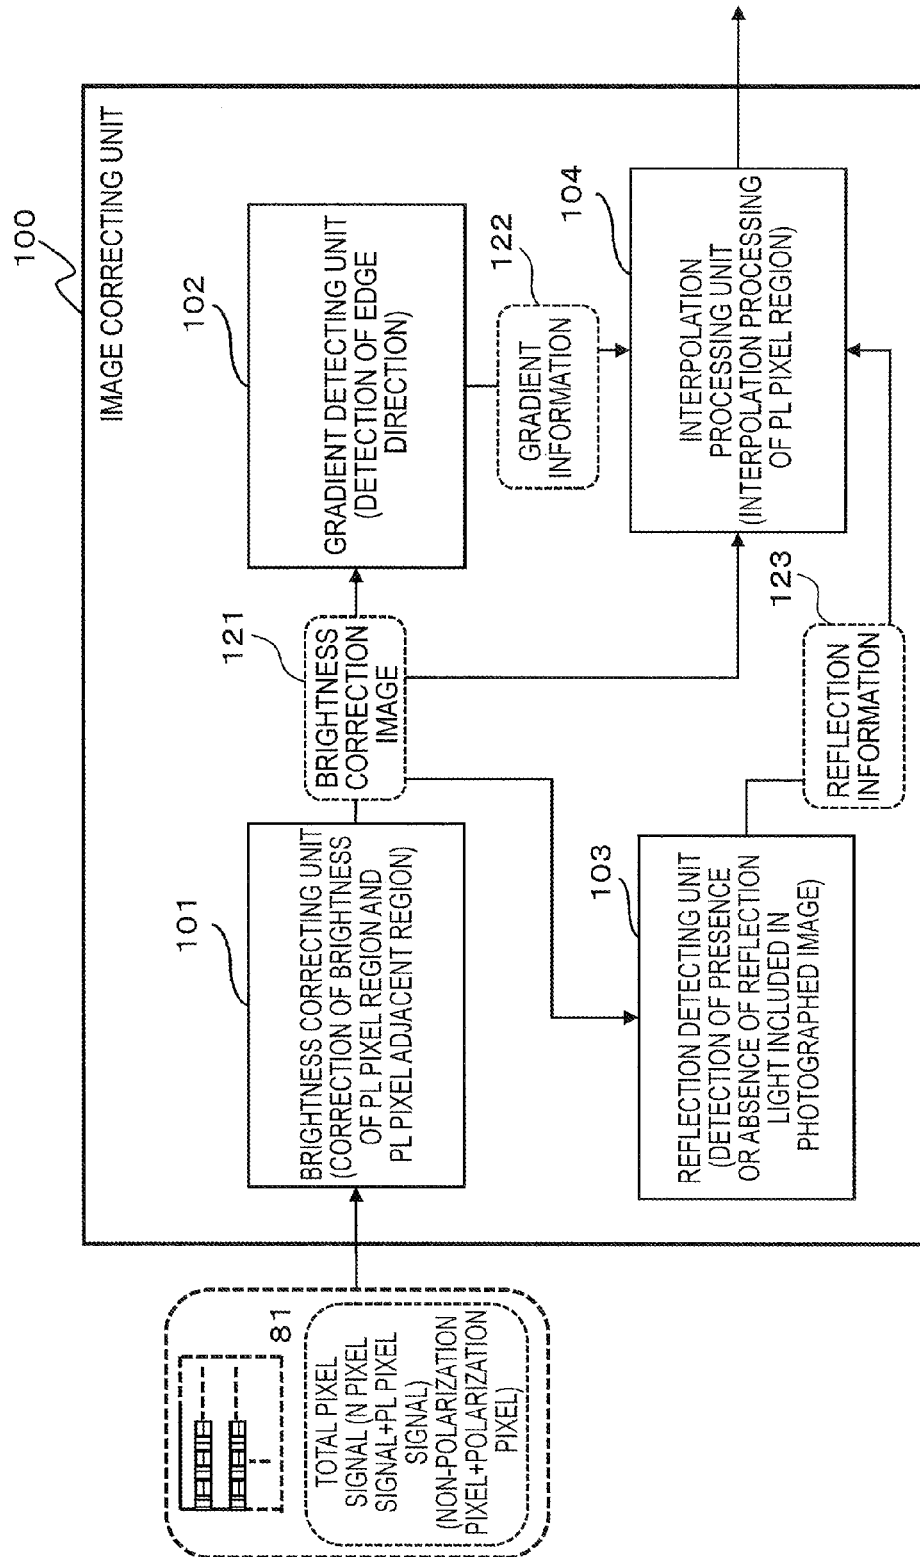 100
IMAGE CORRECTING UNIT
81
TOTAL PIXEL
SIGNAL (N PIXEL
SIGNAL+PL PIXEL
SIGNAL)
(NON-POLARIZATION
PIXEL+POLARIZATION
PIXEL)
101
BRIGHTNESS CORRECTING UNIT
(CORRECTION OF BRIGHTNESS
OF PL PIXEL REGION AND
PL PIXEL ADJACENT REGION)
121
BRIGHTNESS
CORRECTION
IMAGE
102
GRADIENT DETECTING UNIT
(DETECTION OF EDGE
DIRECTION)
122
GRADIENT
INFORMATION
103
REFLECTION DETECTING UNIT
(DETECTION OF PRESENCE
OR ABSENCE OF REFLECTION
LIGHT INCLUDED IN
PHOTOGRAPHED IMAGE)
123
REFLECTION
INFORMATION
104
INTERPOLATION
PROCESSING UNIT
(INTERPOLATION PROCESSING
OF PL PIXEL REGION)